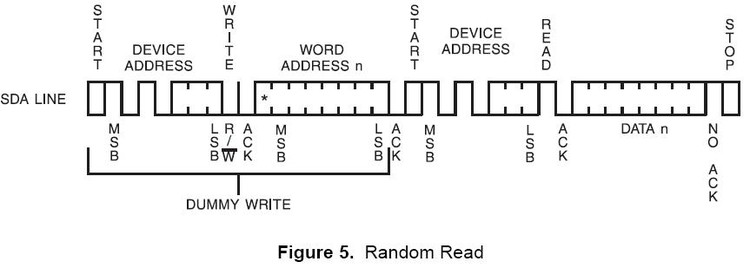 START
DEVICE
ADDRESS
WRITE
WORD
ADDRESS n
START
DEVICE
ADDRESS
READ
STOP
SDA LINE
*
MSB
LSB
R/W
ACK
MSB
LSB
ACK
MSB
LSB
ACK
DATA n
NO ACK
DUMMY WRITE
Figure 5. Random Read